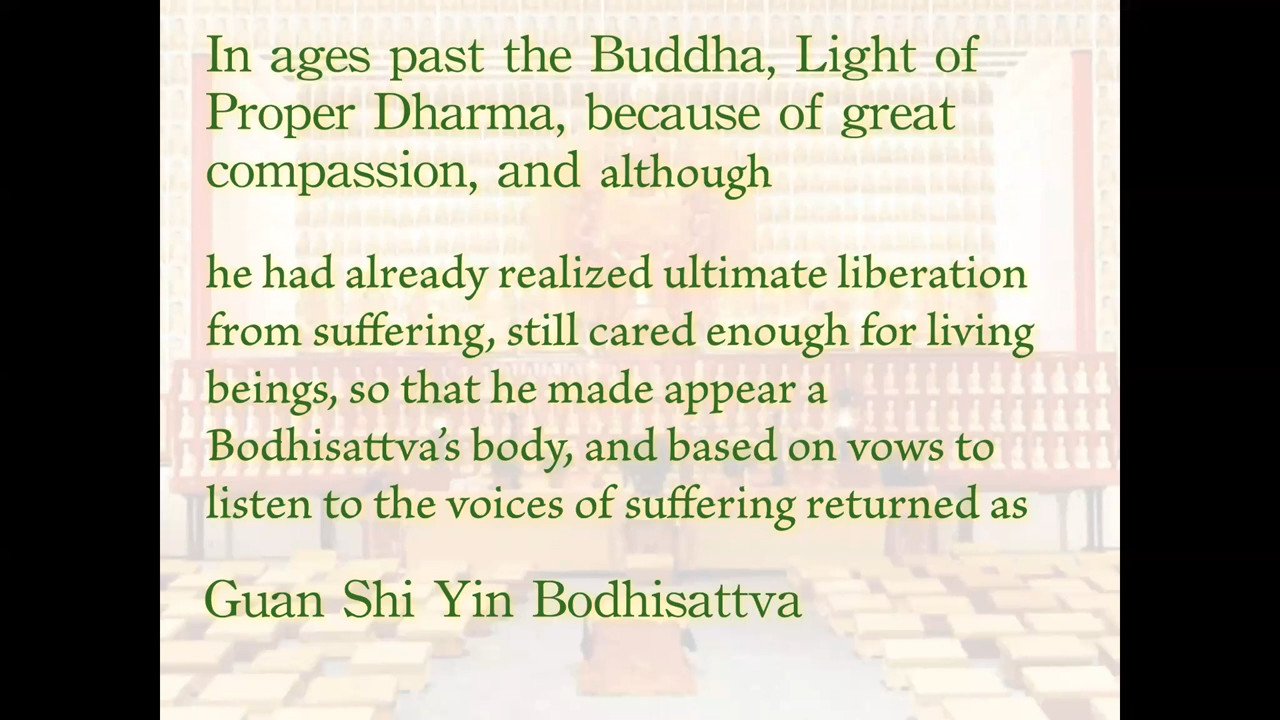 In ages past the Buddha, Light of
Proper Dharma, because of great
compassion, and although
he had already realized ultimate liberation
from suffering, still cared enough for living
beings, so that he made appear a
Bodhisattva’s body, and based on vows to
listen to the voices of suffering returned as
Guan Shi Yin Bodhisattva